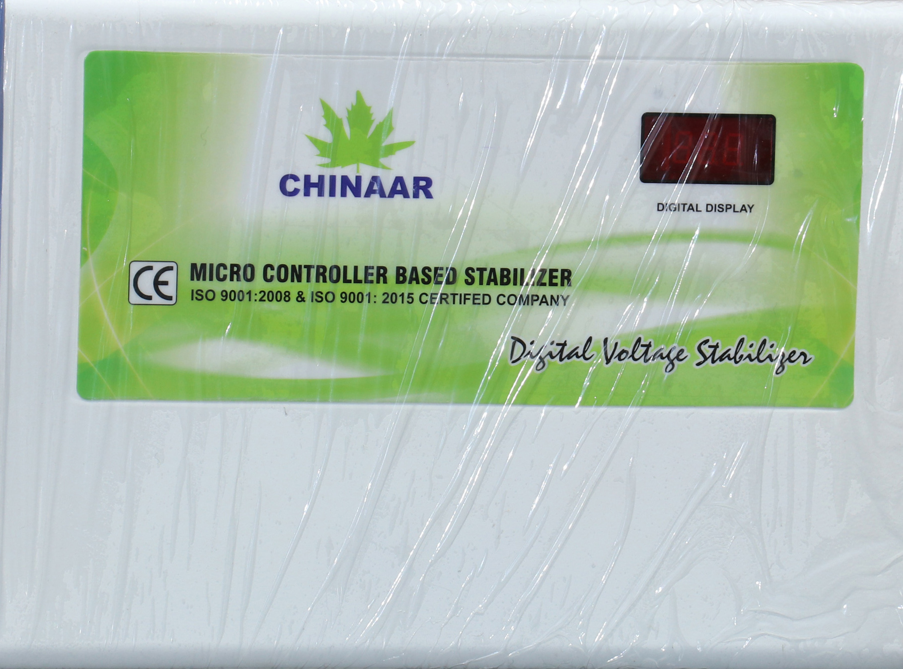 CHINAAR
DIGITAL DISPLAY
CE
MICRO CONTROLLER BASED STABILIZER
ISO 9001:2008 & ISO 9001: 2015 CERTIFED COMPANY
Digital Voltage Stabilizer